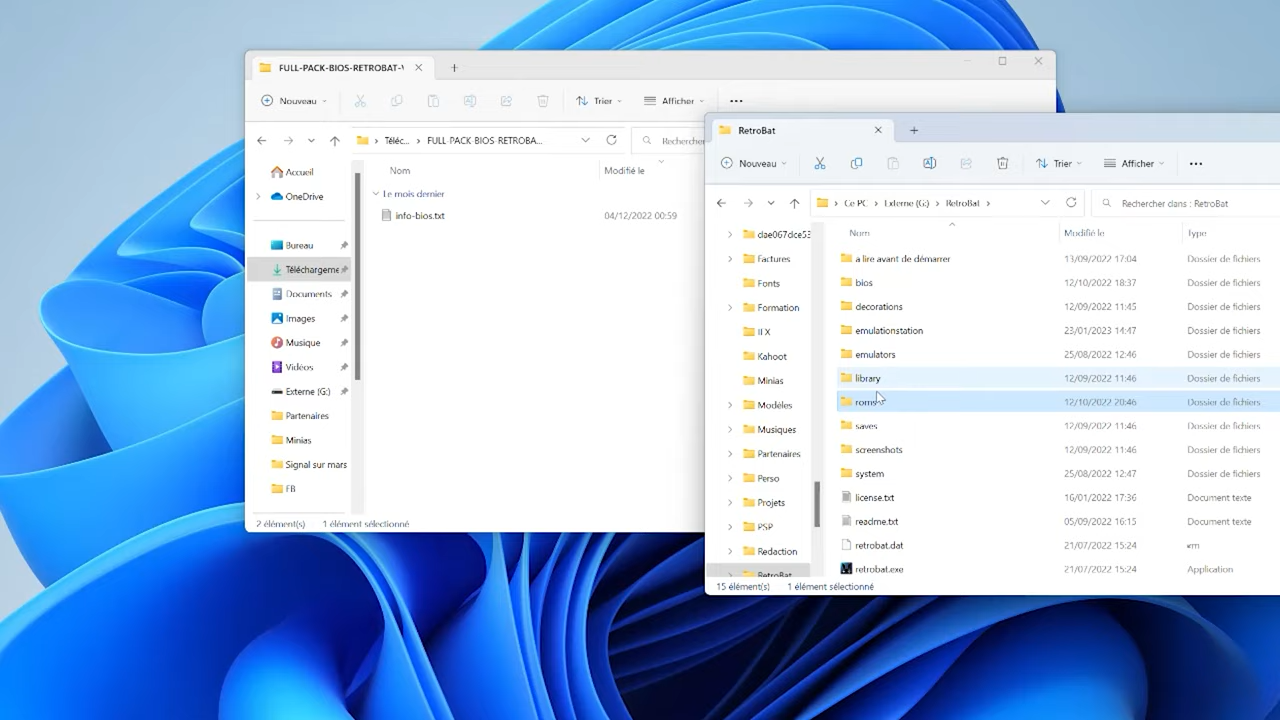 FULL-PACK-BIOS-RETROBAT-V
Nouveau
Trier
Afficher
Téléc...
FULL-PACK-BIOS-RETROBA...
Rechercher
Accueil
OneDrive
Bureau
Téléchargeme
Documents
Images
Musique
Vidéos
Externe (G:)
Partenaires
Minias
Signal sur mars
FB
Nom
Modifié le
Le mois dernier
info-bios.txt
04/12/2022 00:59
2 élément(s)
1 élément sélectionné
RetroBat
Nouveau
Trier
Afficher
Ce PC
Externe (G:)
RetroBat
Rechercher dans : RetroBat
dae067dce53
Factures
Fonts
Formation
Kahoot
Minias
Modèles
Musiques
Partenaires
Perso
Projets
PSP
Redaction
RetroBat
Nom
Modifié le
Type
a lire avant de démarrer
13/09/2022 17:04
Dossier de fichiers
bios
12/10/2022 18:37
Dossier de fichiers
decorations
12/09/2022 11:45
Dossier de fichiers
emulationstation
23/01/2023 14:47
Dossier de fichiers
emulators
25/08/2022 12:46
Dossier de fichiers
library
12/09/2022 11:46
Dossier de fichiers
roms
12/10/2022 20:46
Dossier de fichiers
saves
12/09/2022 11:46
Dossier de fichiers
screenshots
12/09/2022 11:46
Dossier de fichiers
system
25/08/2022 12:47
Dossier de fichiers
license.txt
16/01/2022 17:36
Document texte
readme.txt
05/09/2022 16:15
Document texte
retrobat.dat
21/07/2022 15:24
retrobat.exe
21/07/2022 15:24
Application
15 élément(s)
1 élément sélectionné